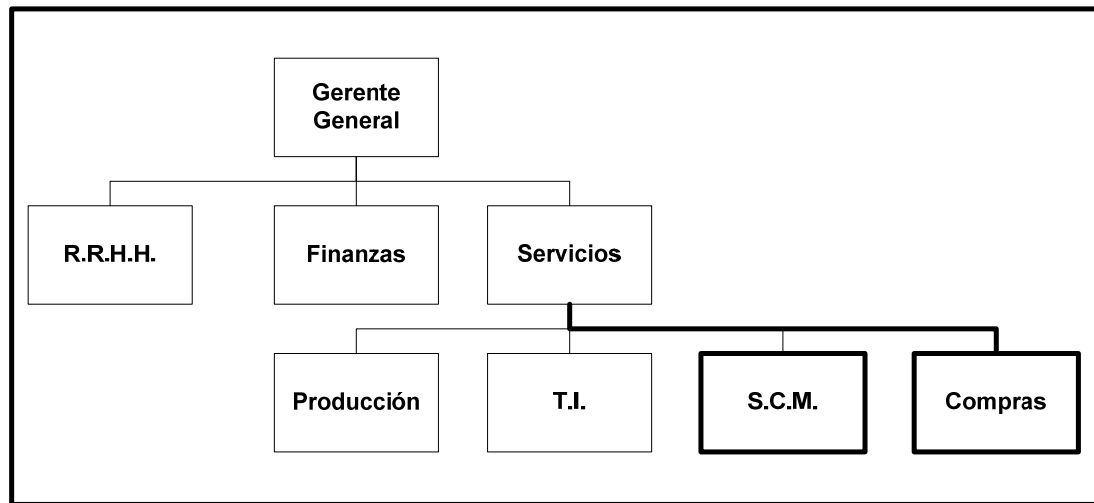 Gerente
General
R.R.H.H.
Finanzas
Servicios
Producción
T.I.
S.C.M.
Compras